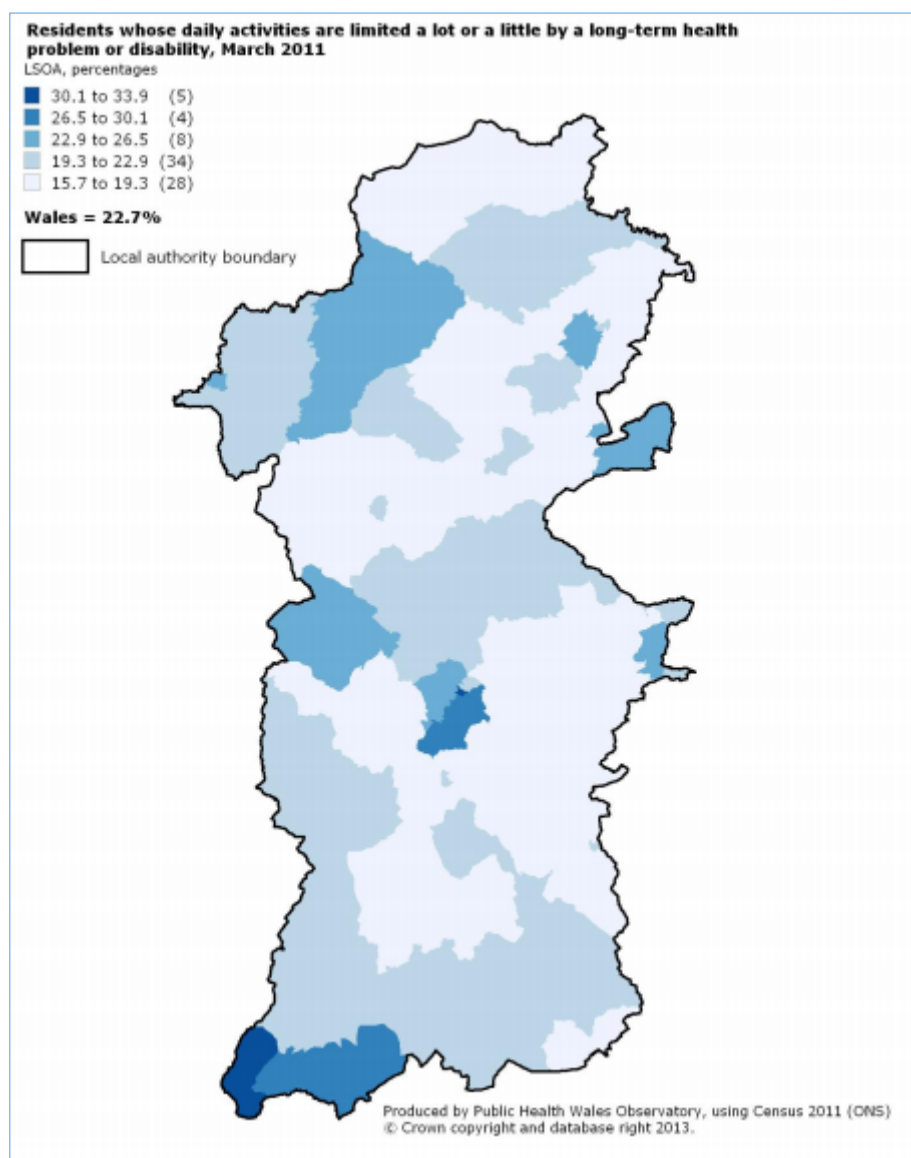 Residents whose daily activities are limited a lot or a little by a long-term health
problem or disability, March 2011
LSOA, percentages
30.1 to 33.9 (5)
26.5 to 30.1 (4)
22.9 to 26.5 (8)
19.3 to 22.9 (34)
15.7 to 19.3 (28)
Wales = 22.7%
Local authority boundary
Produced by Public Health Wales Observatory, using Census 2011 (ONS)
© Crown copyright and database right 2013.